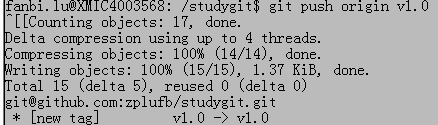 fanbi.lu@XMIC4003568: /studygit$ git push origin v1.0
^[[Counting objects: 17, done.
Delta compression using up to 4 threads.
Compressing objects: 100% (14/14), done.
Writing objects: 100% (15/15), 1.37 KiB, done.
Total 15 (delta 5), reused 0 (delta 0)
git@github.com:zplufb/studygit.git
* [new tag] v1.0 -> v1.0